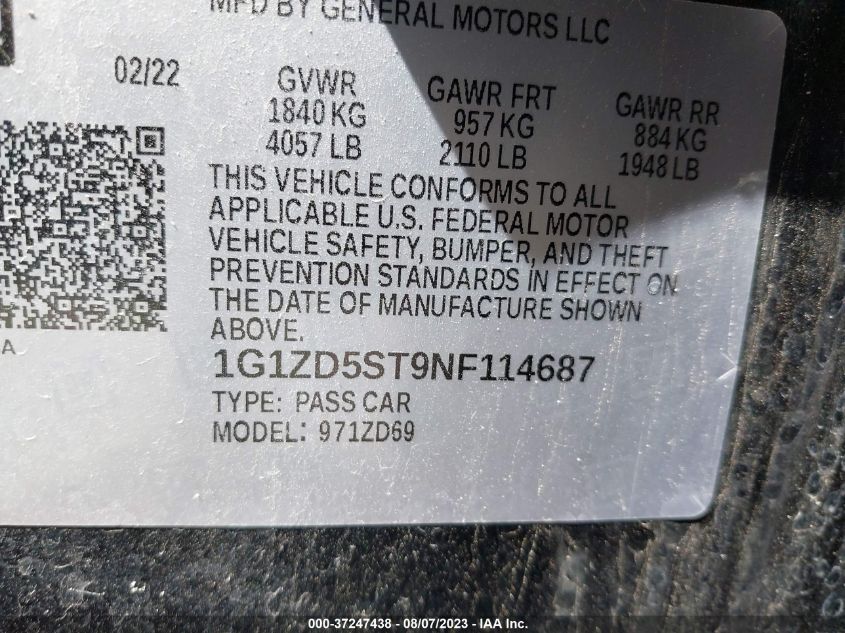 MFD BY GENERAL MOTORS LLC
02/22 GVWR GAWR FRT GAWR RR
1840 KG 957 KG 884 KG
4057 LB 2110 LB 1948 LB
THIS VEHICLE CONFORMS TO ALL
APPLICABLE U.S. FEDERAL MOTOR
VEHICLE SAFETY, BUMPER, AND THEFT
PREVENTION STANDARDS IN EFFECT ON
THE DATE OF MANUFACTURE SHOWN
ABOVE.
A
1G1ZD5ST9NF114687
TYPE: PASS CAR
MODEL: 971ZD69
000-37247438 - 08/07/2023 - IAA Inc.